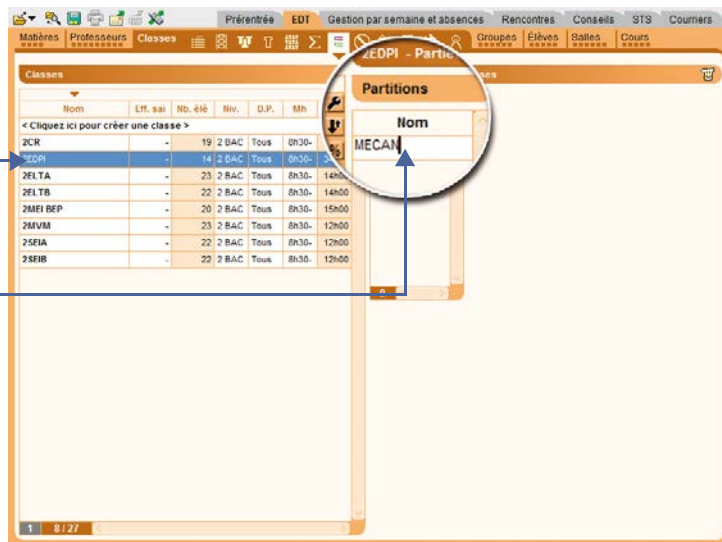 Prérentrée EDT Gestion par semaine et absences Rencontres Conseils STS Courriers
Matières Professeurs Classes Groupes Élèves Salles Cours
Classes
2EDPI - Partie
Partitions
Nom
MECAN
Nom Eff. sai Nb. élè Niv. D.P. Mh
< Cliquez ici pour créer une classe >
2CR - 19 2 BAC Tous 8h30-
2EDPI - 14 2 BAC Tous 8h30-
2ELTA - 23 2 BAC Tous 8h30- 14h00
2ELTB - 22 2 BAC Tous 8h30- 14h00
2MEI BEP - 20 2 BAC Tous 8h30- 15h00
2MVM - 23 2 BAC Tous 8h30- 12h00
2SEIA - 22 2 BAC Tous 8h30- 12h00
2SEIB - 22 2 BAC Tous 8h30- 12h00
0
1 8 / 27